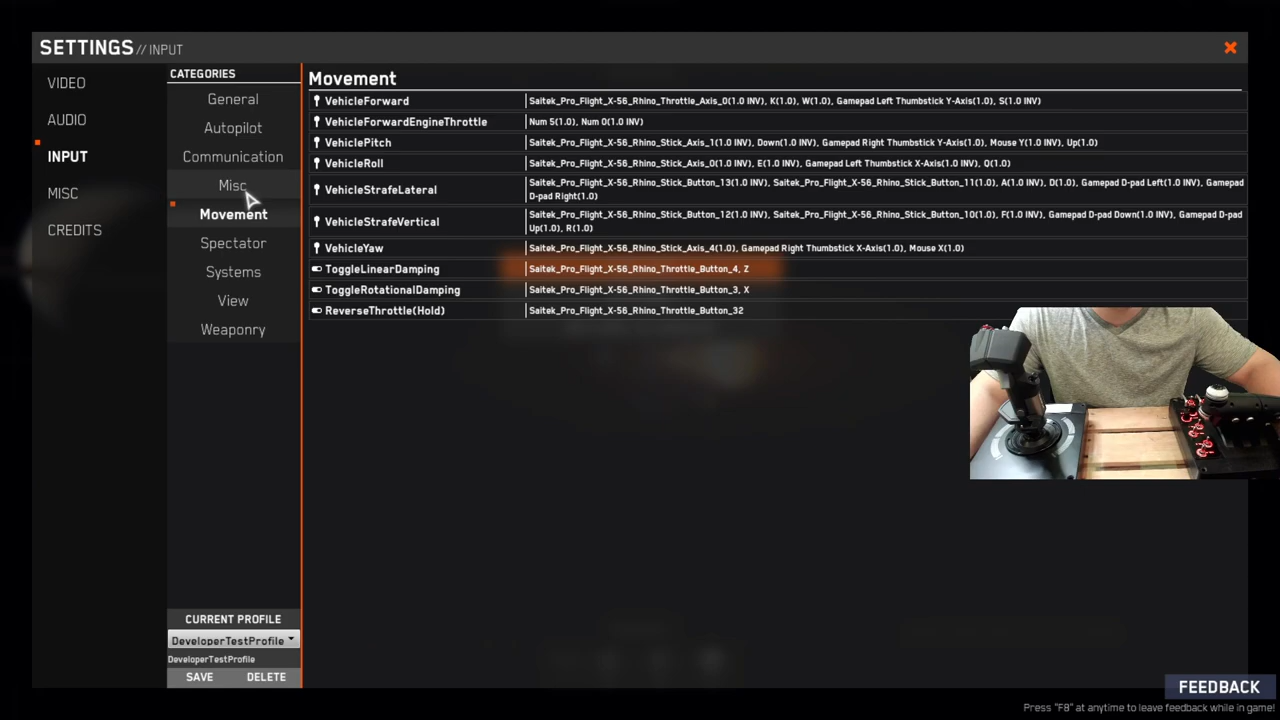 SETTINGS // INPUT
VIDEO
AUDIO
INPUT
MISC
CREDITS
CATEGORIES
General
Autopilot
Communication
Misc
Movement
Spectator
Systems
View
Weaponry
CURRENT PROFILE
DeveloperTestProfile
DeveloperTestProfile
SAVE DELETE
Movement
VehicleForward Saitek_Pro_Flight_X-56_Rhino_Throttle_Axis_0(1.0 INV), K(1.0), W(1.0), Gamepad Left Thumbstick Y-Axis(1.0), S(1.0 INV)
VehicleForwardEngineThrottle Num 5(1.0), Num 0(1.0 INV)
VehiclePitch Saitek_Pro_Flight_X-56_Rhino_Stick_Axis_1(1.0 INV), Down(1.0 INV), Gamepad Right Thumbstick Y-Axis(1.0), Mouse Y(1.0 INV), Up(1.0)
VehicleRoll Saitek_Pro_Flight_X-56_Rhino_Stick_Axis_0(1.0), E(1.0 INV), Gamepad Left Thumbstick X-Axis(1.0 INV), Q(1.0)
VehicleStrafeLateral Saitek_Pro_Flight_X-56_Rhino_Stick_Button_13(1.0 INV), Saitek_Pro_Flight_X-56_Rhino_Stick_Button_11(1.0), A(1.0 INV), D(1.0), Gamepad D-pad Left(1.0 INV), Gamepad
D-pad Right(1.0)
VehicleStrafeVertical Saitek_Pro_Flight_X-56_Rhino_Stick_Button_12(1.0 INV), Saitek_Pro_Flight_X-56_Rhino_Stick_Button_10(1.0), F(1.0 INV), Gamepad D-pad Down(1.0 INV), Gamepad D-pad
Up(1.0), R(1.0)
VehicleYaw Saitek_Pro_Flight_X-56_Rhino_Stick_Axis_4(1.0), Gamepad Right Thumbstick X-Axis(1.0), Mouse X(1.0)
ToggleLinearDamping Saitek_Pro_Flight_X-56_Rhino_Throttle_Button_4, Z
ToggleRotationalDamping Saitek_Pro_Flight_X-56_Rhino_Throttle_Button_3, X
ReverseThrottle(Hold) Saitek_Pro_Flight_X-56_Rhino_Throttle_Button_32
FEEDBACK
Press "F8" at anytime to leave feedback while in game!